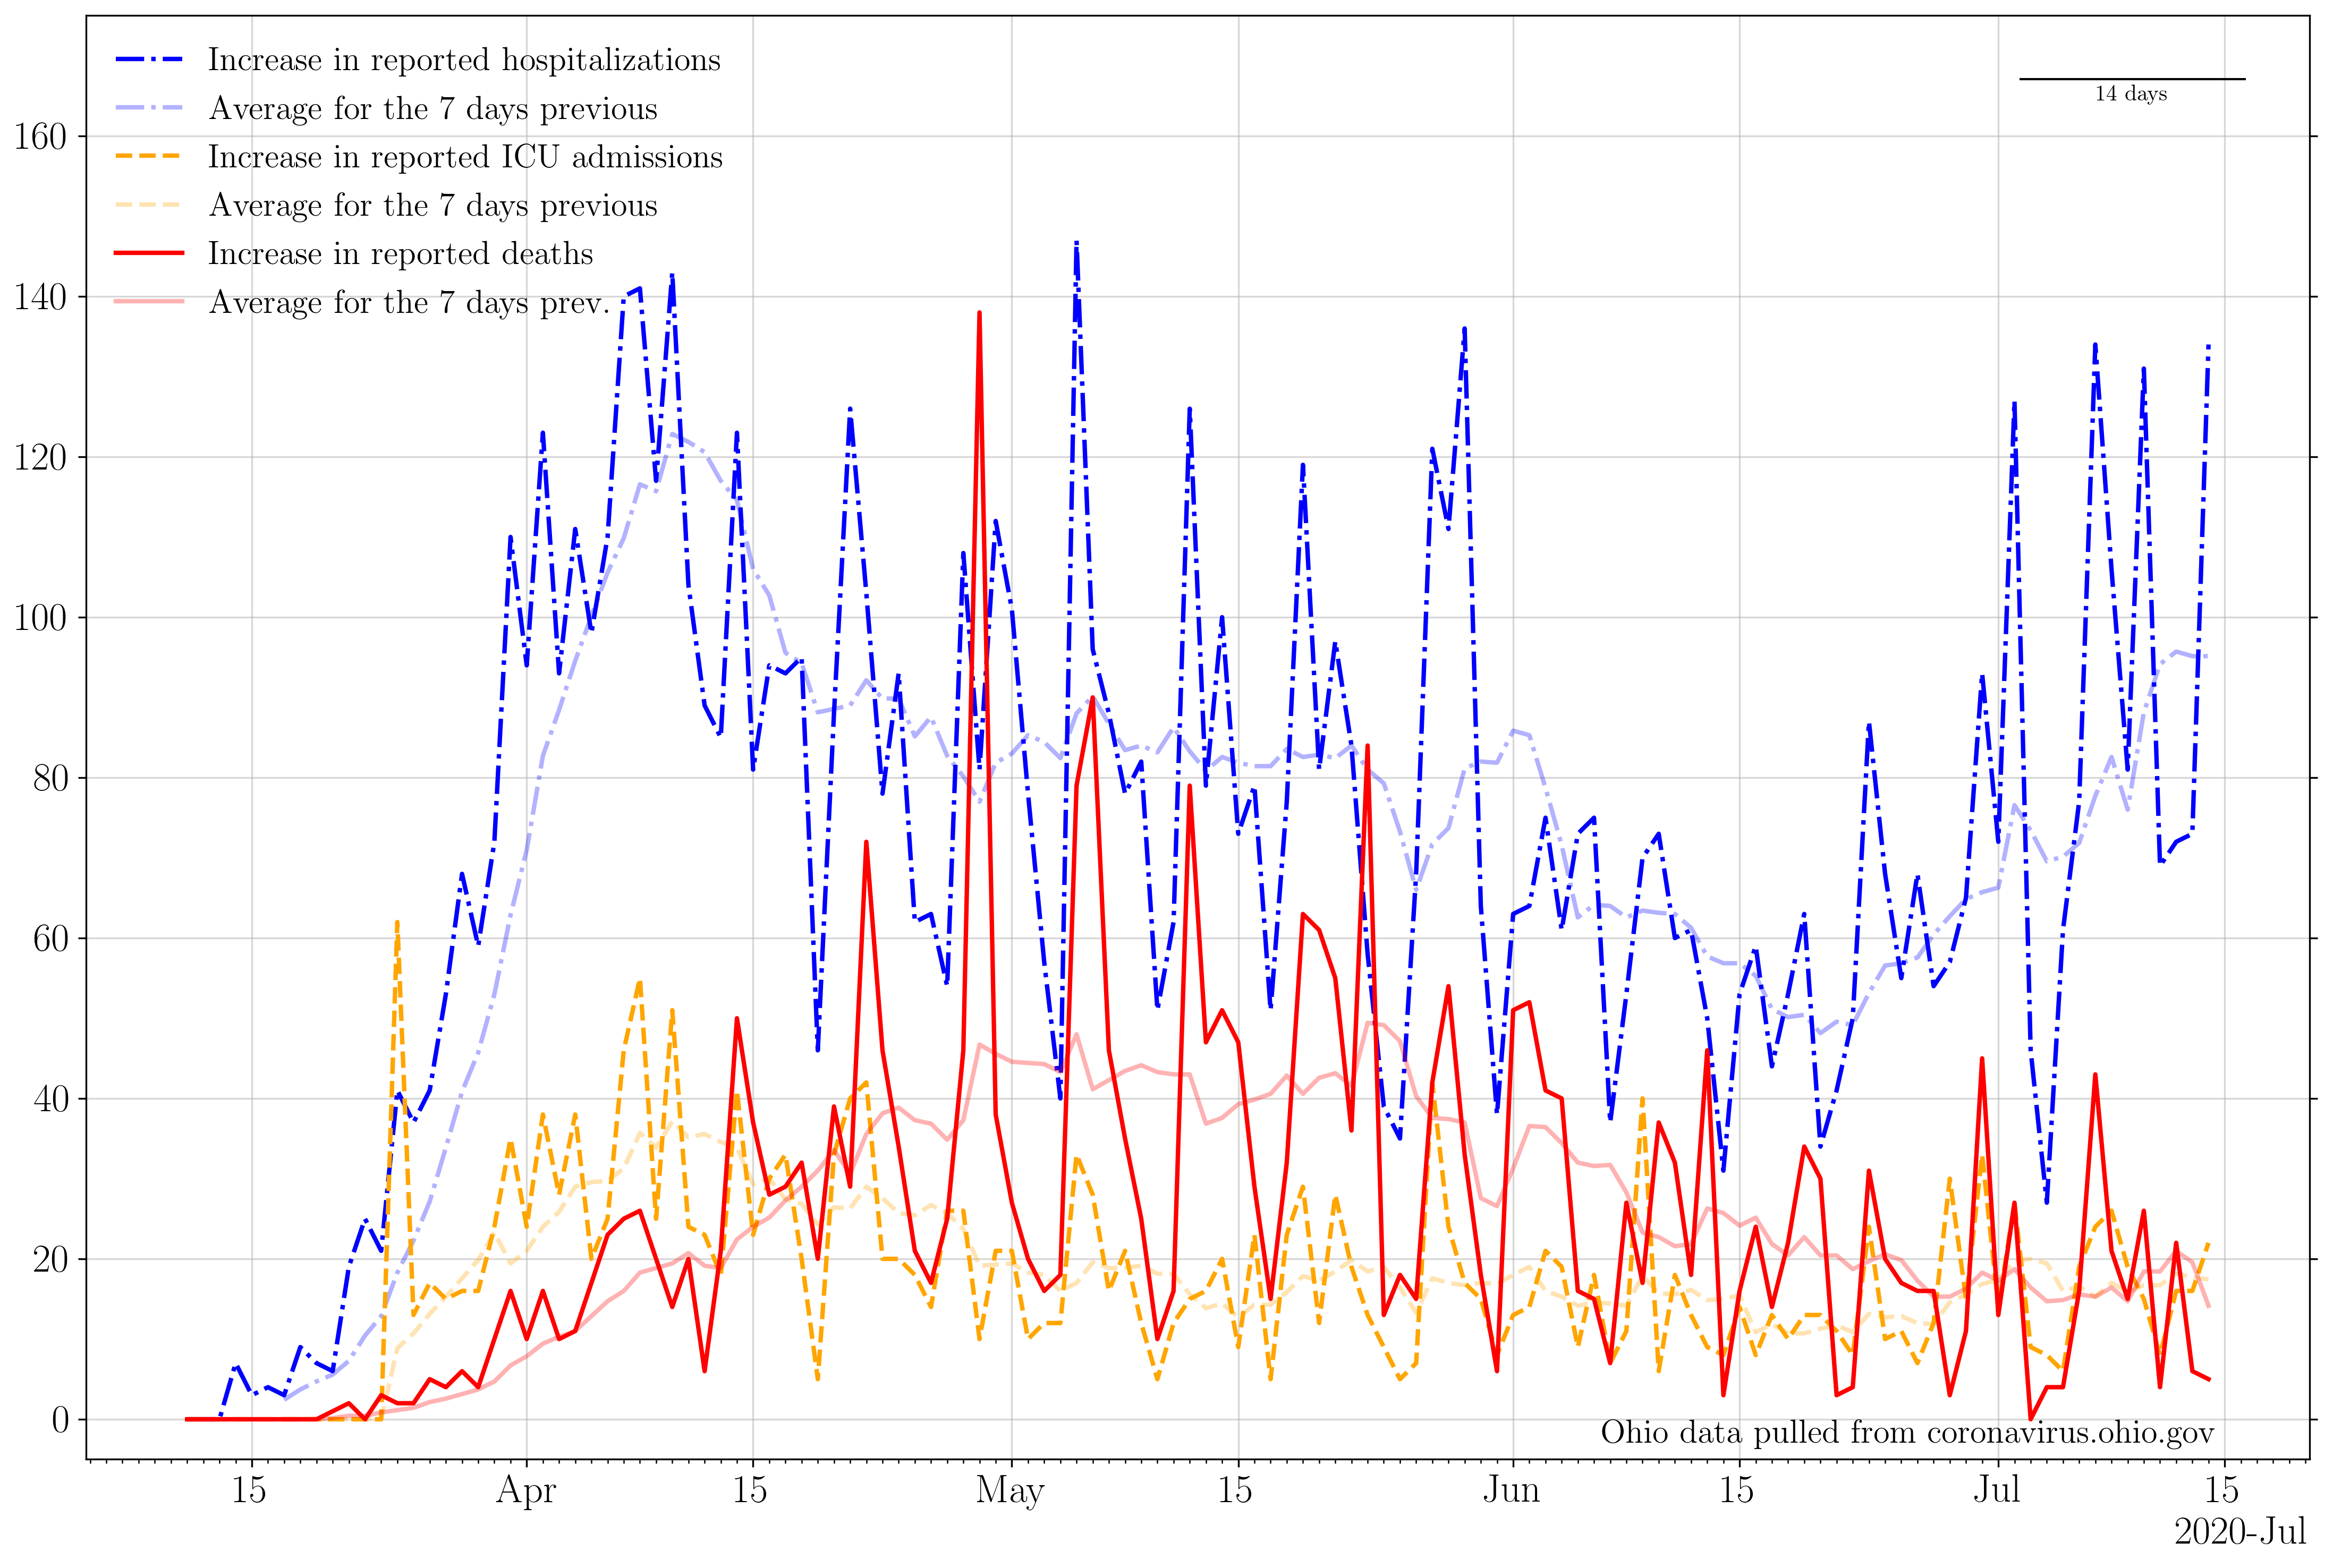 Increase in reported hospitalizations
Average for the 7 days previous
Increase in reported ICU admissions
Average for the 7 days previous
Increase in reported deaths
Average for the 7 days prev.
14 days
160
140
120
100
80
60
40
20
0
Ohio data pulled from coronavirus.ohio.gov
15 Apr 15 May 15 Jun 15 Jul 15
2020-Jul